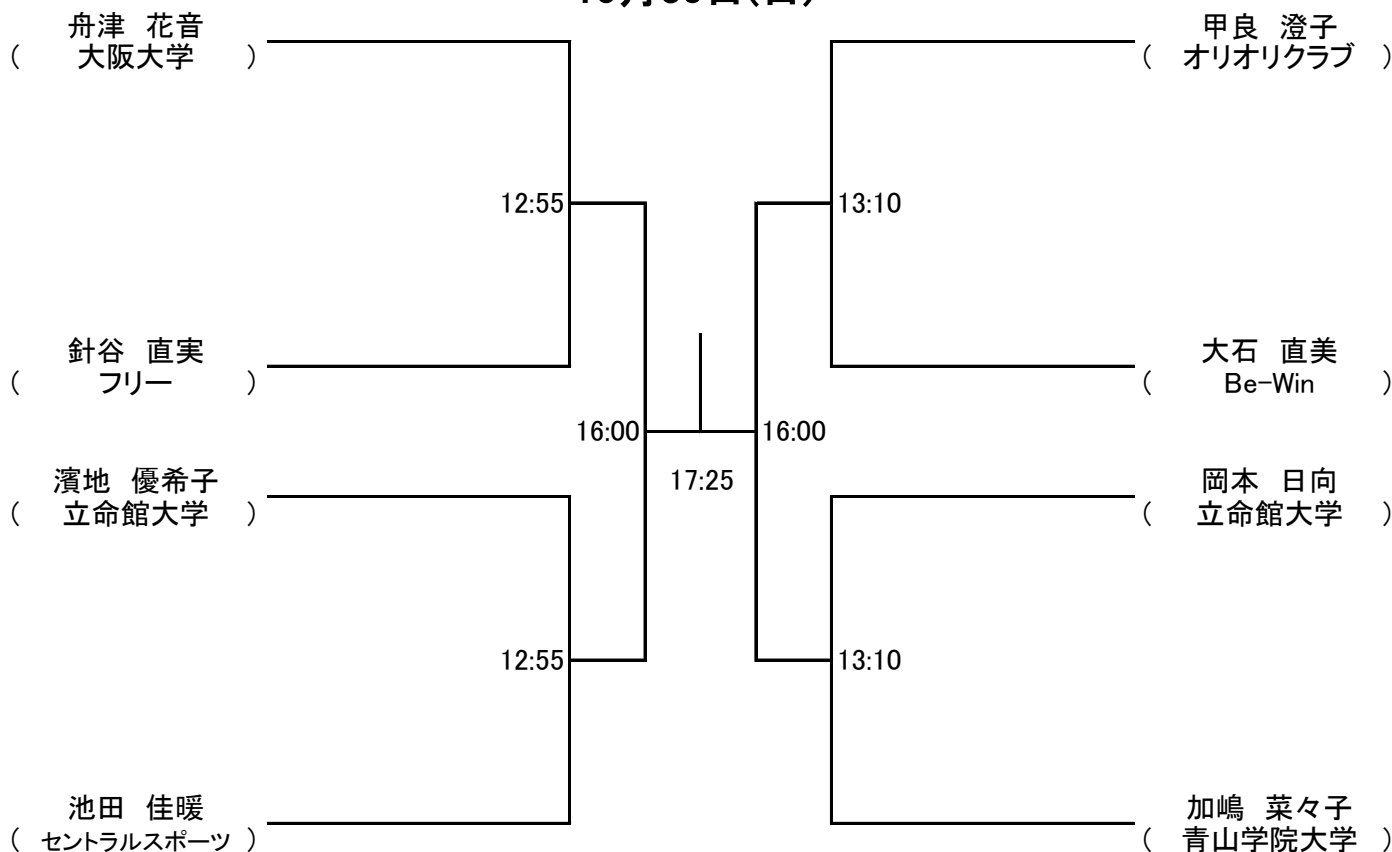 舟津　花音
（　大阪大学　）
12:55
針谷　直実
（　フリー　）
濱地　優希子
（　立命館大学　）
12:55
池田　佳暖
（　セントラルスポーツ　）
16:00
17:25
16:00
甲良　澄子
（　オリオリクラブ　）
13:10
大石　直美
（　Be-Win　）
岡本　日向
（　立命館大学　）
13:10
加嶋　菜々子
（　青山学院大学　）